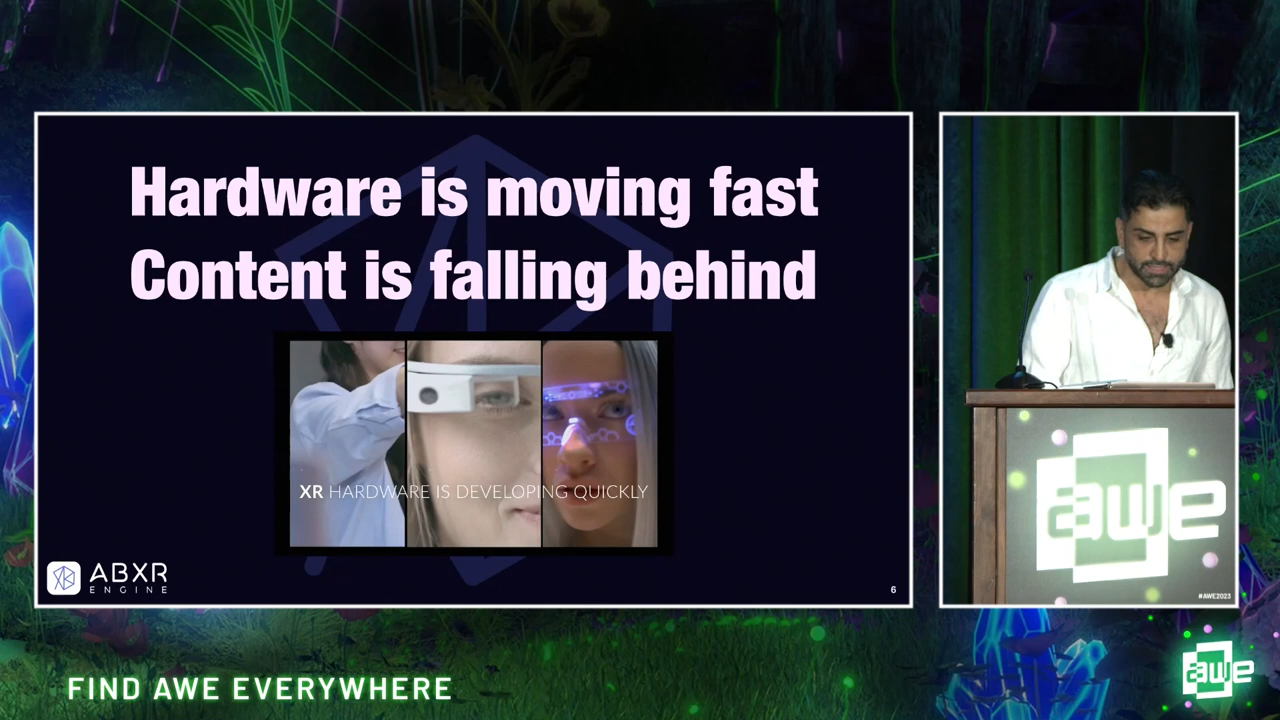 Hardware is moving fast
Content is falling behind
XR HARDWARE IS DEVELOPING QUICKLY
ABXR
ENGINE
6
awe
#AWE2023
FIND AWE EVERYWHERE
awe